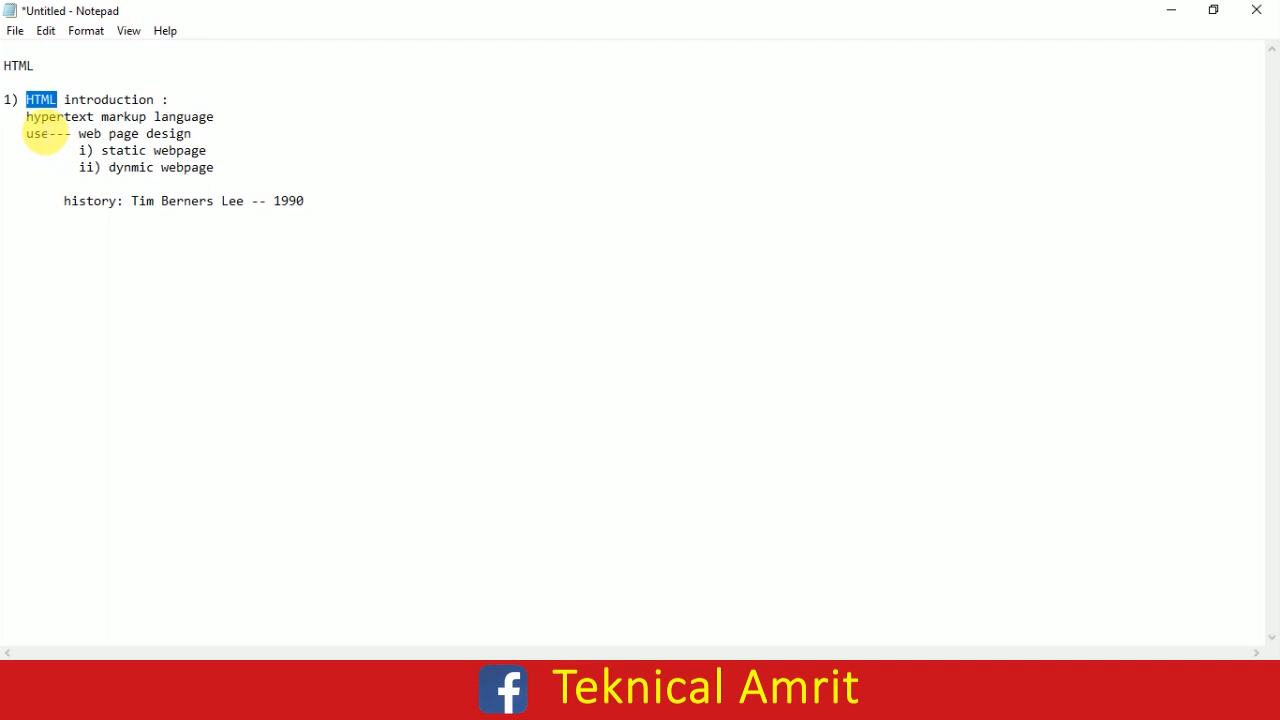 *Untitled - Notepad
File Edit Format View Help
HTML
1) HTML introduction :
hypertext markup language
use--- web page design
i) static webpage
ii) dynmic webpage
history: Tim Berners Lee -- 1990
f Teknical Amrit